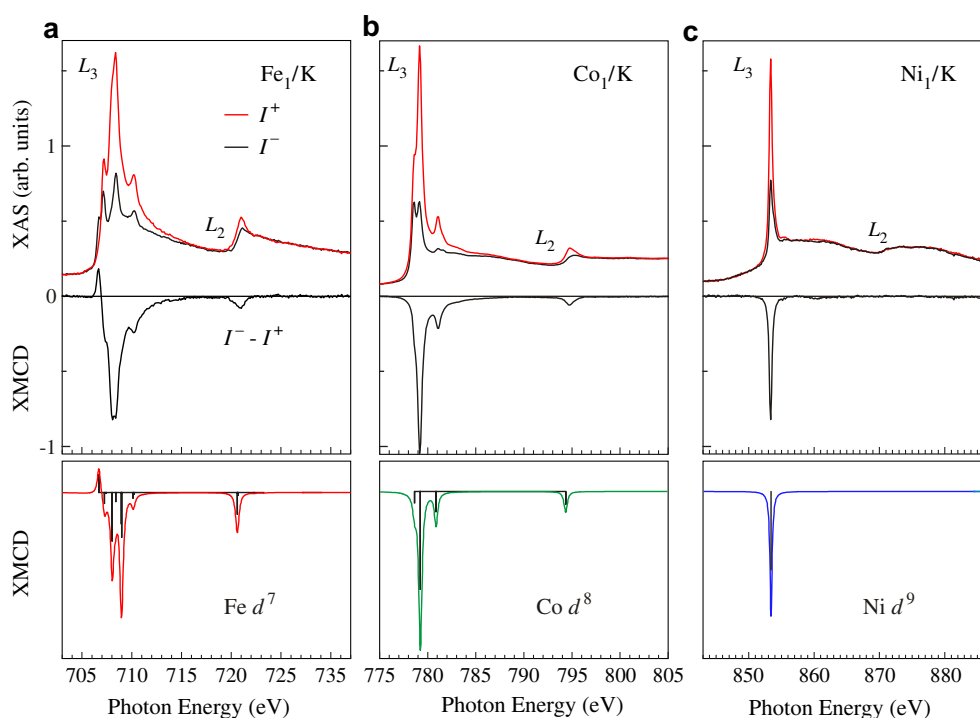 a
b
c
L₃
Fe₁/K
L₃
Co₁/K
L₃
Ni₁/K
I⁺
I⁻
XAS (arb. units)
1
L₂
L₂
L₂
0
I⁻ - I⁺
XMCD
-1
XMCD
Fe d⁷
Co d⁸
Ni d⁹
705 710 715 720 725 730 735
775 780 785 790 795 800 805
850 860 870 880
Photon Energy (eV)
Photon Energy (eV)
Photon Energy (eV)